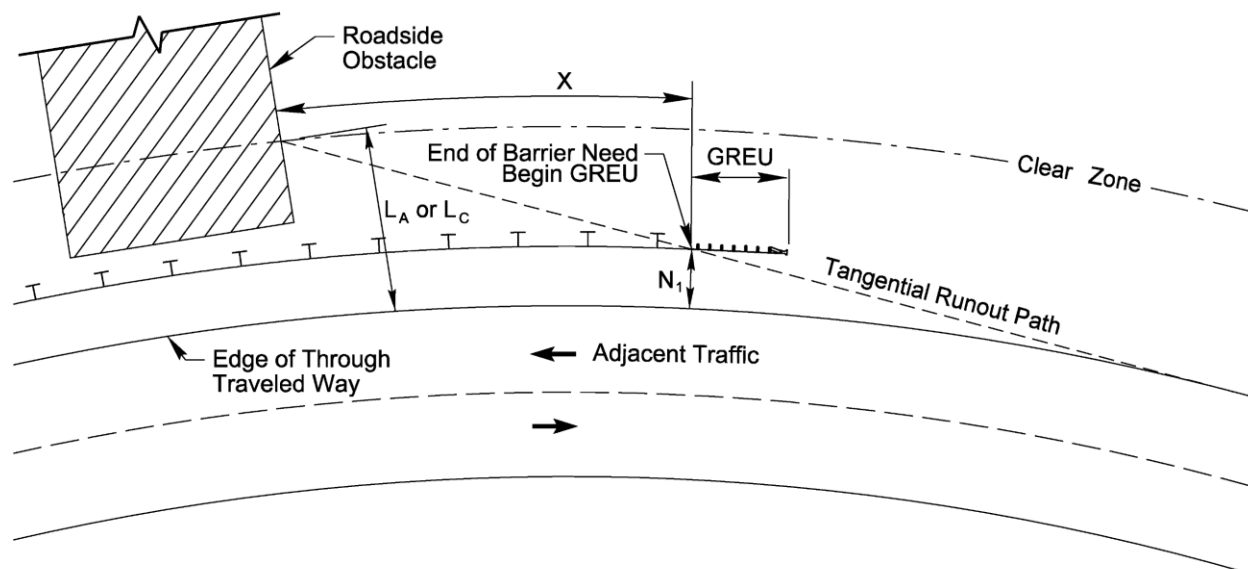 Roadside
Obstacle
X
End of Barrier Need
Begin GREU
GREU
Clear Zone
L_A or L_C
N_1
Tangential Runout Path
Edge of Through
Traveled Way
Adjacent Traffic